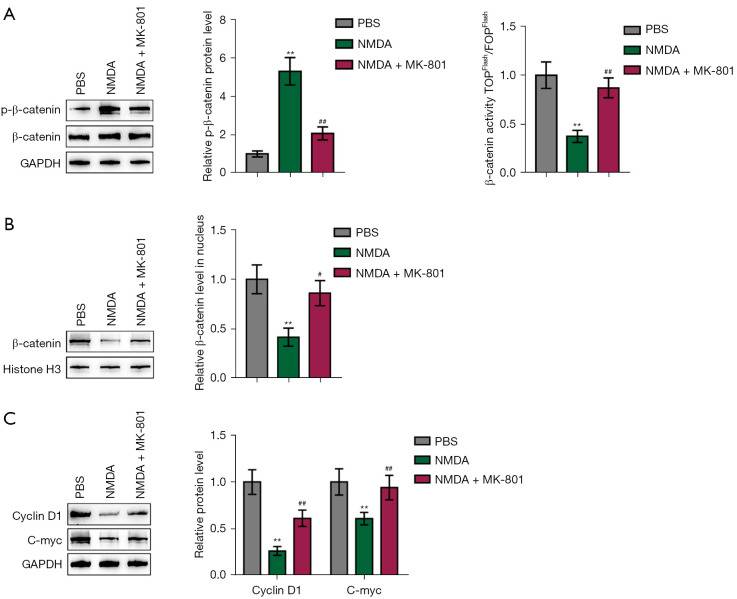 A
PBS
NMDA
NMDA + MK-801
p-β-catenin
β-catenin
GAPDH
Relative p-β-catenin protein level
8
6
4
2
0
**
##
PBS
NMDA
NMDA + MK-801
β-catenin activity TOPFlash/FOPFlash
1.5
1.0
0.5
0.0
**
##
PBS
NMDA
NMDA + MK-801
B
PBS
NMDA
NMDA + MK-801
β-catenin
Histone H3
Relative β-catenin level in nucleus
1.5
1.0
0.5
0.0
**
#
PBS
NMDA
NMDA + MK-801
C
PBS
NMDA
NMDA + MK-801
Cyclin D1
C-myc
GAPDH
Relative protein level
1.5
1.0
0.5
0.0
**
##
**
##
Cyclin D1
C-myc
PBS
NMDA
NMDA + MK-801